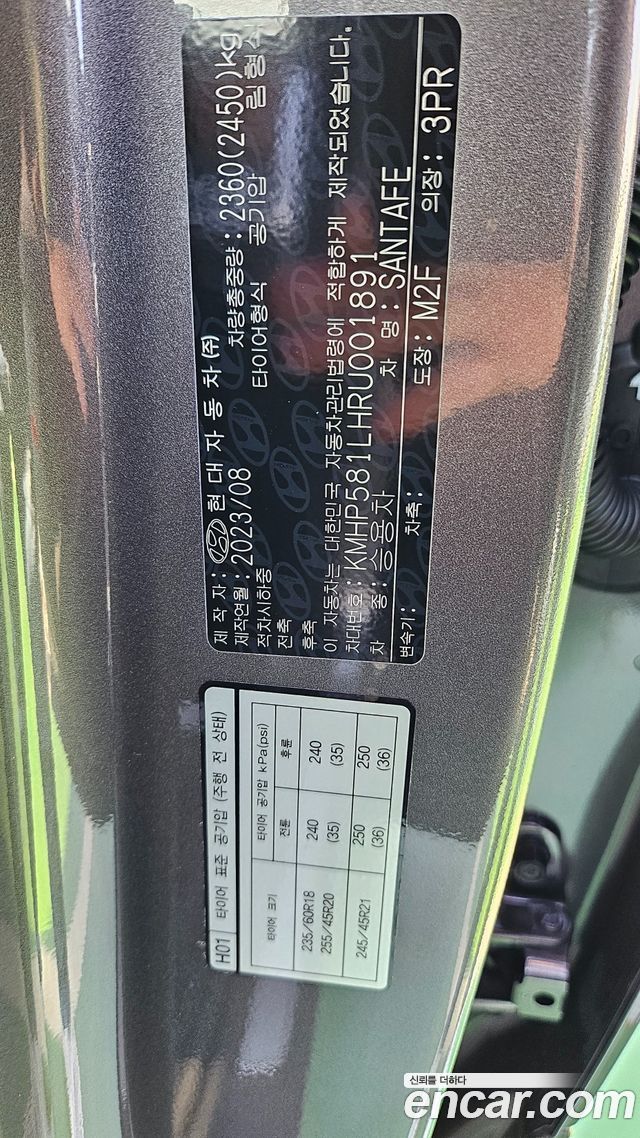 제 작 자: 현 대 자 동 차 (주)
제작연월: 2023/08 차량총중량: 2360(2450)kg
적차시하중 타이어형식 공기압 림형식
전축
후축
이 자동차는 대한민국 자동차관리법령에 적합하게 제작되었습니다.
차대번호: KMHP581LHRU001891
차 종: 승용차 차 명: SANTAFE
변속기: 차축: 도장: M2F 의장: 3PR
H01 타이어 표준 공기압 (주행 전 상태)
타이어 크기 타이어 공기압 kPa(psi)
전륜 후륜
235/60R18 240 240
255/45R20 (35) (35)
245/45R21 250 250
(36) (36)
신뢰를 더하다
encar.com